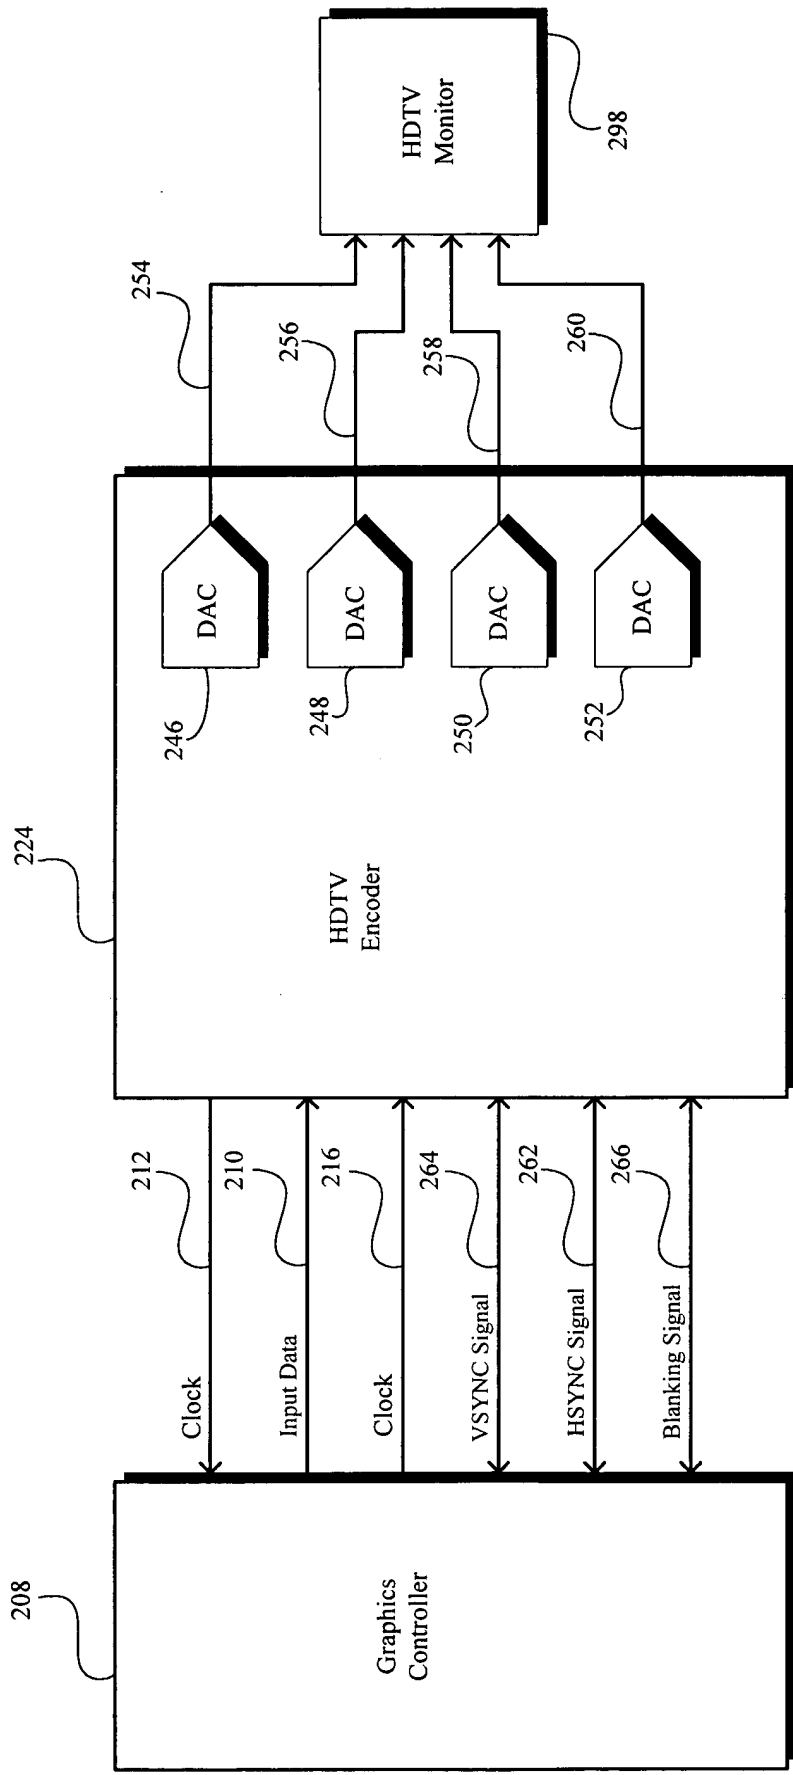 208
Graphics
Controller
Clock
212
Input Data
210
Clock
216
VSYNC Signal
264
HSYNC Signal
262
Blanking Signal
266
224
HDTV
Encoder
246
DAC
248
DAC
250
DAC
252
DAC
254
256
258
260
HDTV
Monitor
298